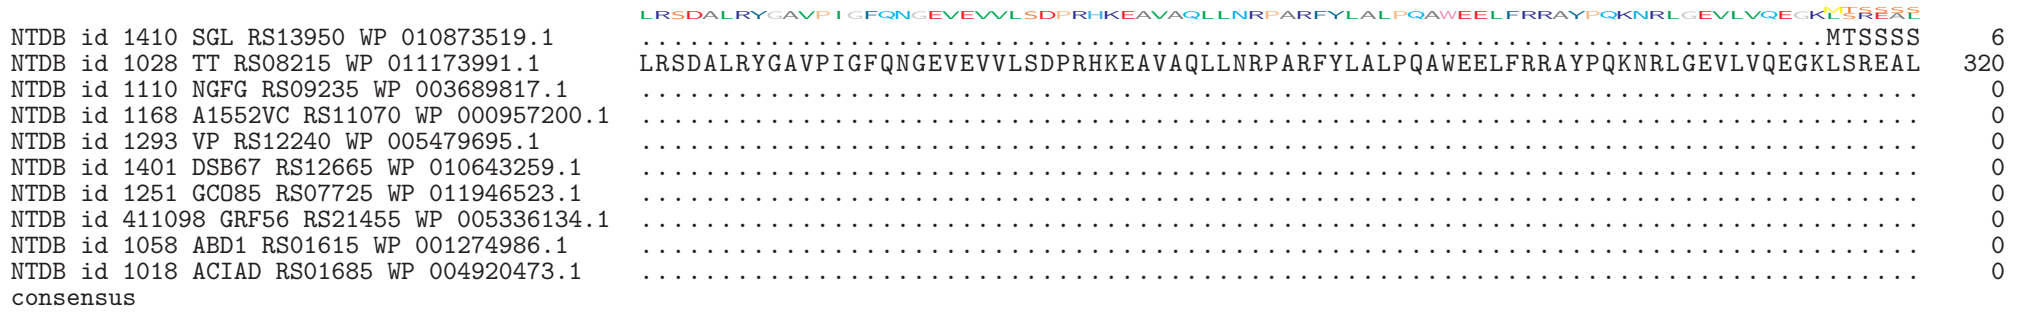 LRSDALRYGAVPIGFQNGEVEVVLSDPRHKEAVAQLLNRPARFYLALPQAWEELFRRAYPQKNRLGEVLVQEGKLSREAL
NTDB id 1410 SGL RS13950 WP 010873519.1 ..........................................................................MTSSSS 6
NTDB id 1028 TT RS08215 WP 011173991.1 LRSDALRYGAVPIGFQNGEVEVVLSDPRHKEAVAQLLNRPARFYLALPQAWEELFRRAYPQKNRLGEVLVQEGKLSREAL 320
NTDB id 1110 NGFG RS09235 WP 003689817.1 ................................................................................ 0
NTDB id 1168 A1552VC RS11070 WP 000957200.1 ................................................................................ 0
NTDB id 1293 VP RS12240 WP 005479695.1 ................................................................................ 0
NTDB id 1401 DSB67 RS12665 WP 010643259.1 ................................................................................ 0
NTDB id 1251 GCO85 RS07725 WP 011946523.1 ................................................................................ 0
NTDB id 411098 GRF56 RS21455 WP 005336134.1 ................................................................................ 0
NTDB id 1058 ABD1 RS01615 WP 001274986.1 ................................................................................ 0
NTDB id 1018 ACIAD RS01685 WP 004920473.1 ................................................................................ 0
consensus